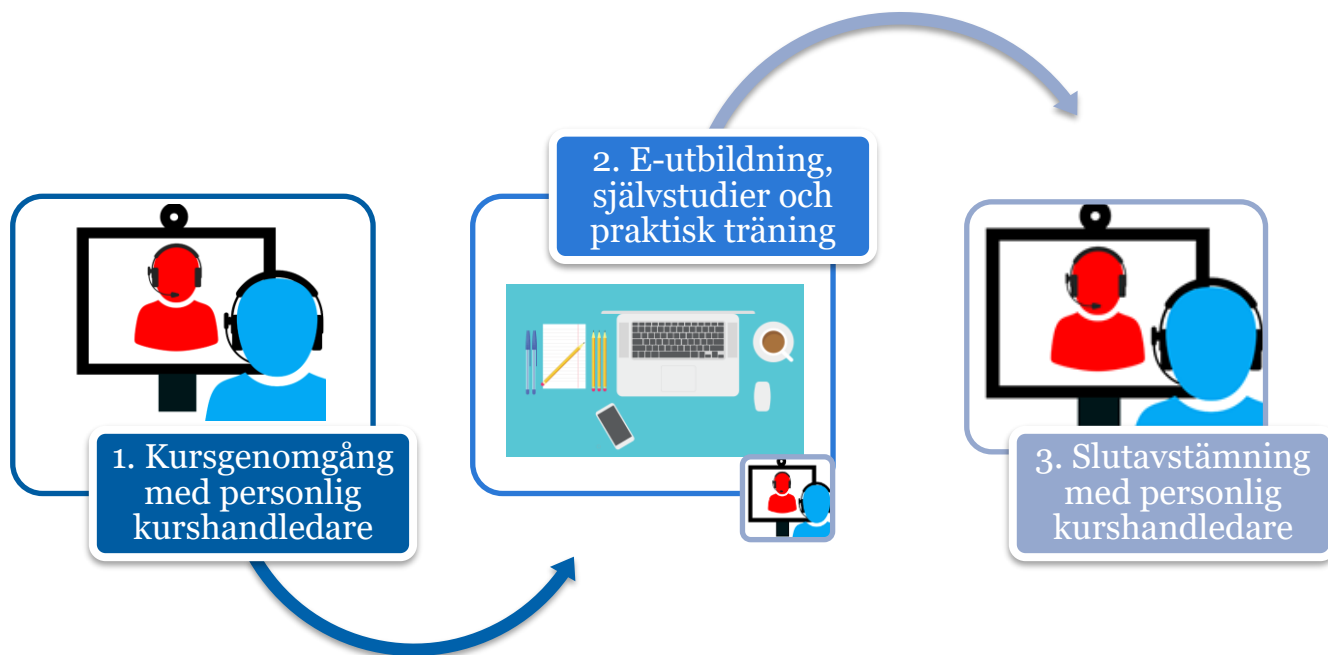 1. Kursgenomgång
med personlig
kurshandledare
2. E-utbildning,
självstudier och
praktisk träning
3. Slutavstämning
med personlig
kurshandledare